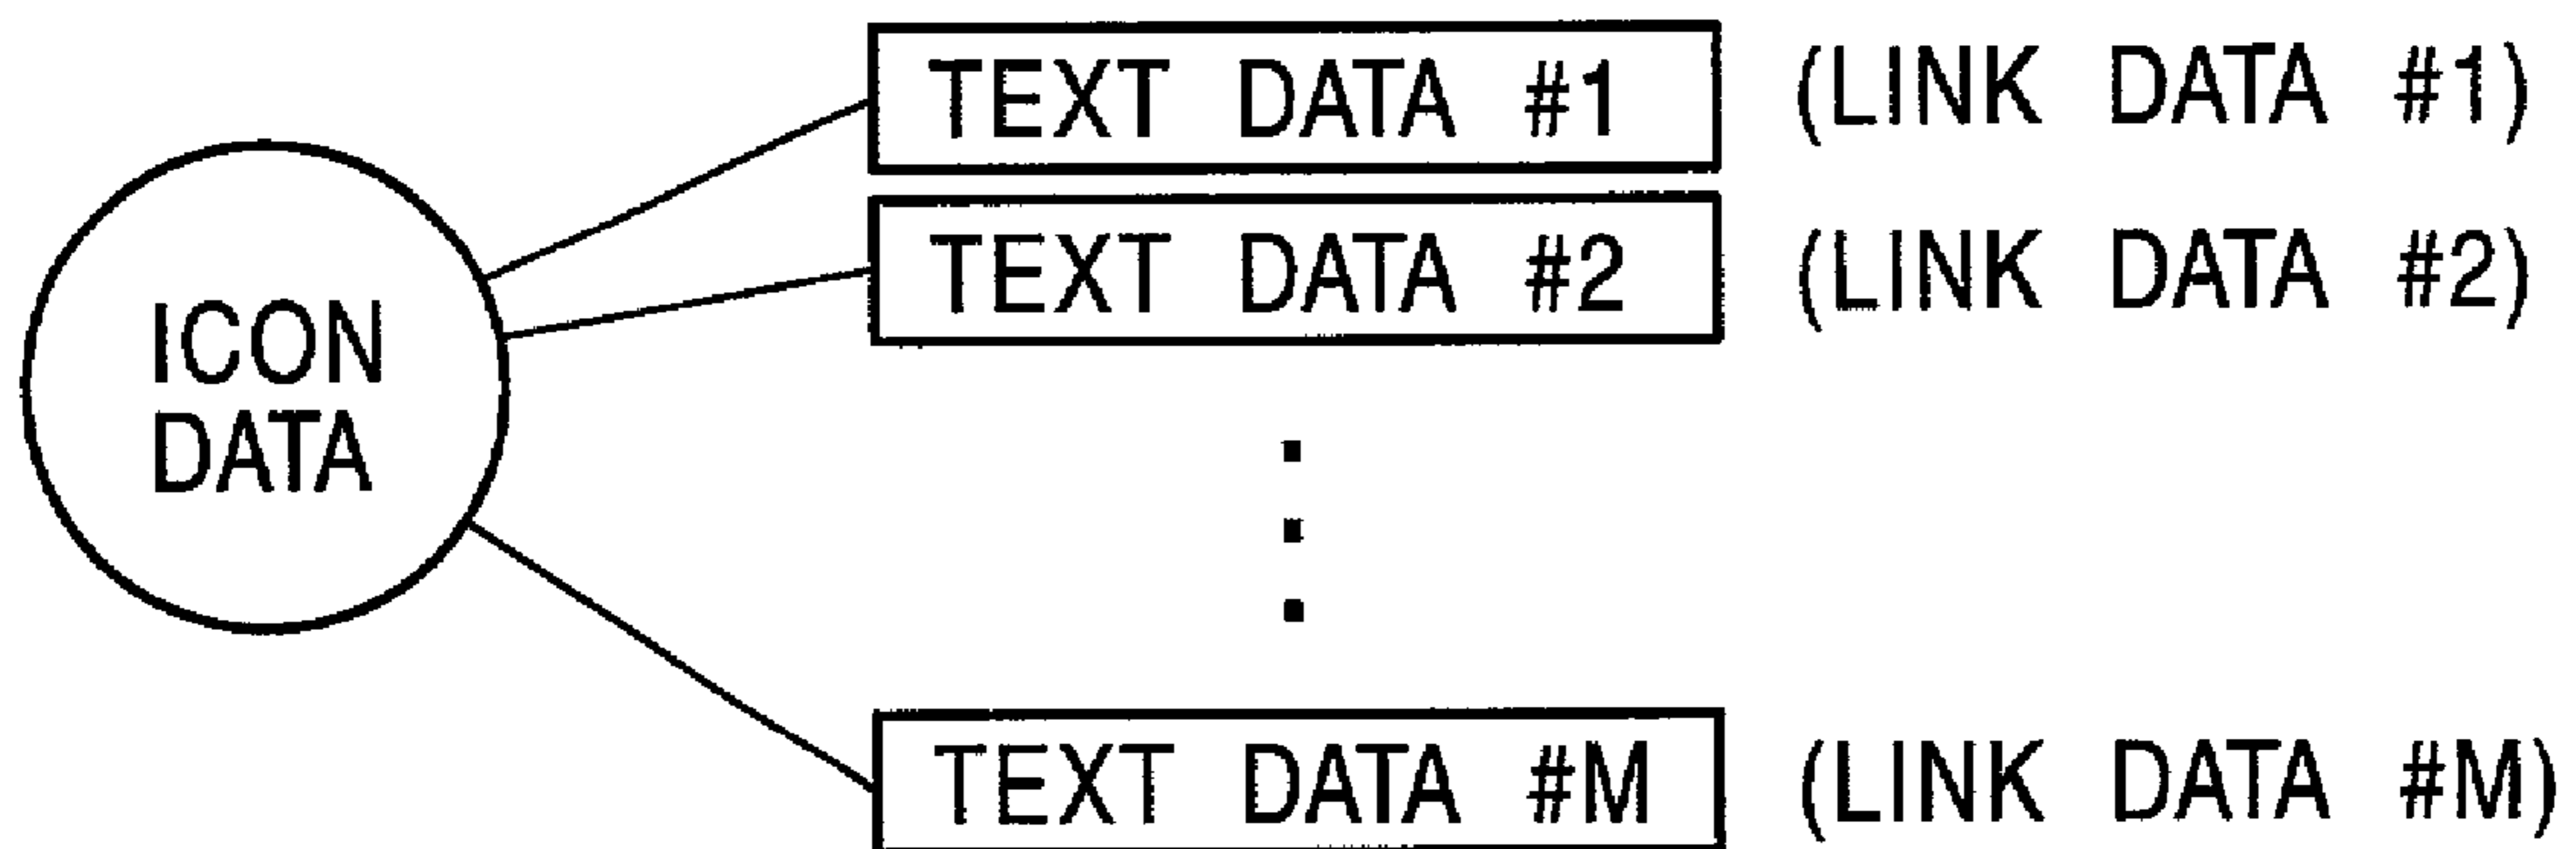 TEXT DATA #1 (LINK DATA #1)
TEXT DATA #2 (LINK DATA #2)
ICON
DATA
TEXT DATA #M (LINK DATA #M)